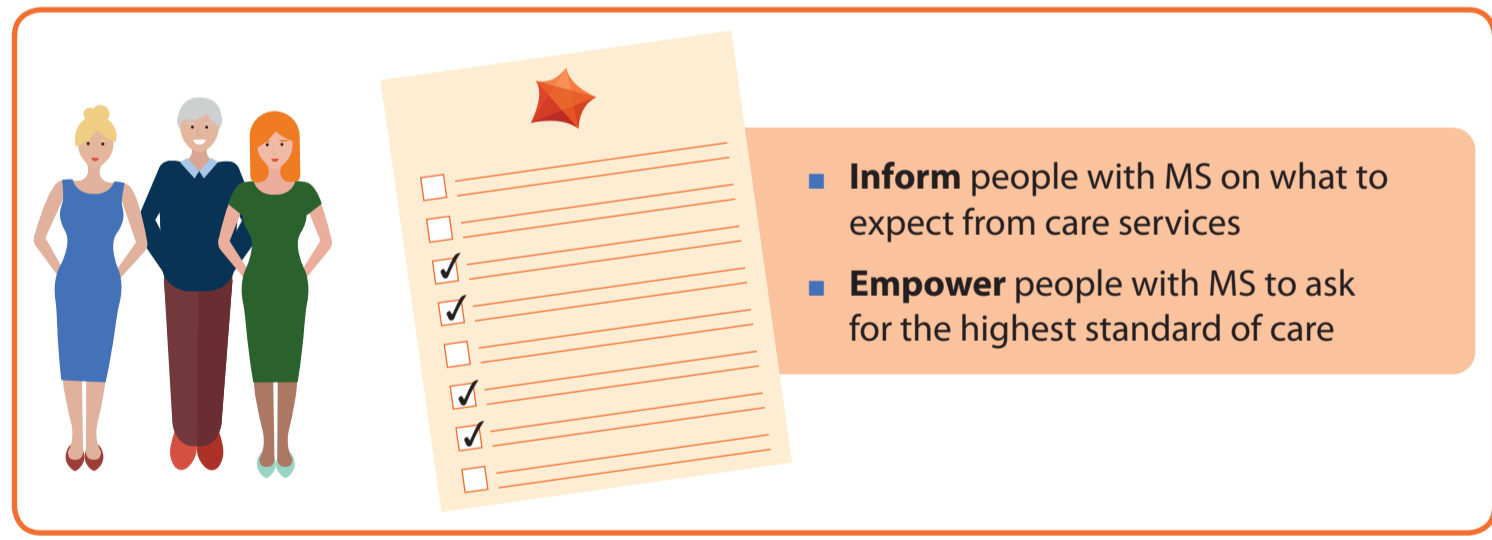 Inform people with MS on what to
expect from care services
Empower people with MS to ask
for the highest standard of care